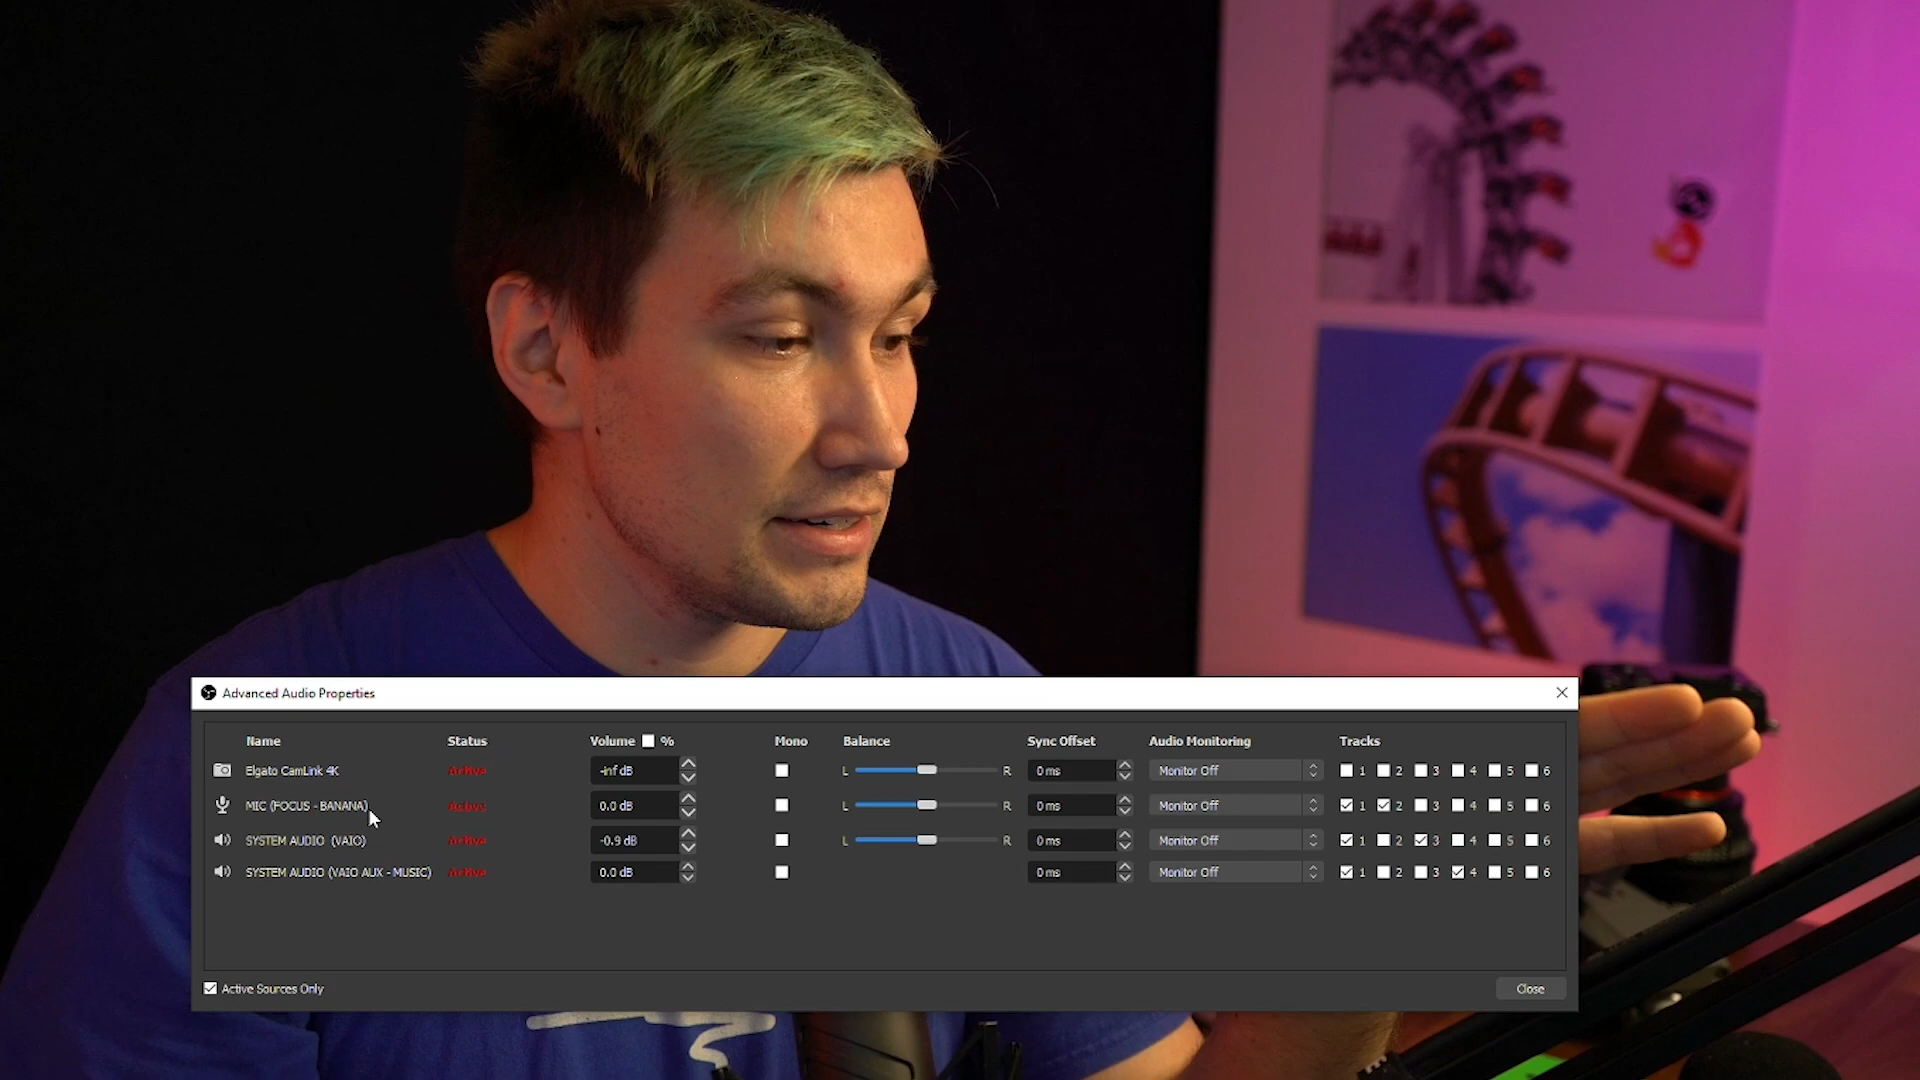 Advanced Audio Properties
Name Status Volume % Mono Balance Sync Offset Audio Monitoring Tracks
Elgato CamLink 4K Active -inf dB L R 0 ms Monitor Off 1 2 3 4 5 6
MIC (FOCUS - BANANA) Active 0.0 dB L R 0 ms Monitor Off 1 2 3 4 5 6
SYSTEM AUDIO (VAIO) Active -0.9 dB L R 0 ms Monitor Off 1 2 3 4 5 6
SYSTEM AUDIO (VAIO AUX - MUSIC) Active 0.0 dB 0 ms Monitor Off 1 2 3 4 5 6
Active Sources Only Close